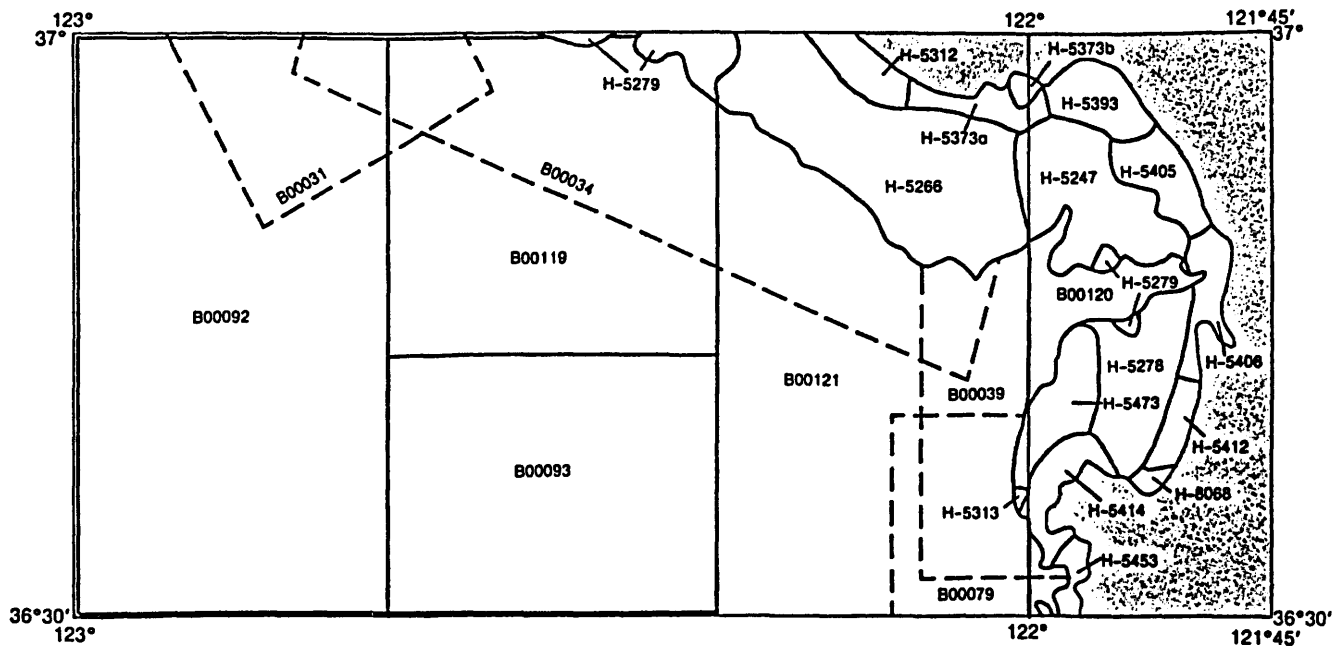 123° 122° 121°45'
37° 37°
H-5312 H-5373b
H-5279
H-5393
H-5373a
B00031 B00034 H-5266 H-5247 H-5405
B00119
H-5279
B00120
B00092
H-5406
B00121 H-5278
B00039
H-5473
H-5412
B00093
H-8068
H-5313 H-5414
H-5453
B00079
36°30' 36°30'
123° 122° 121°45'